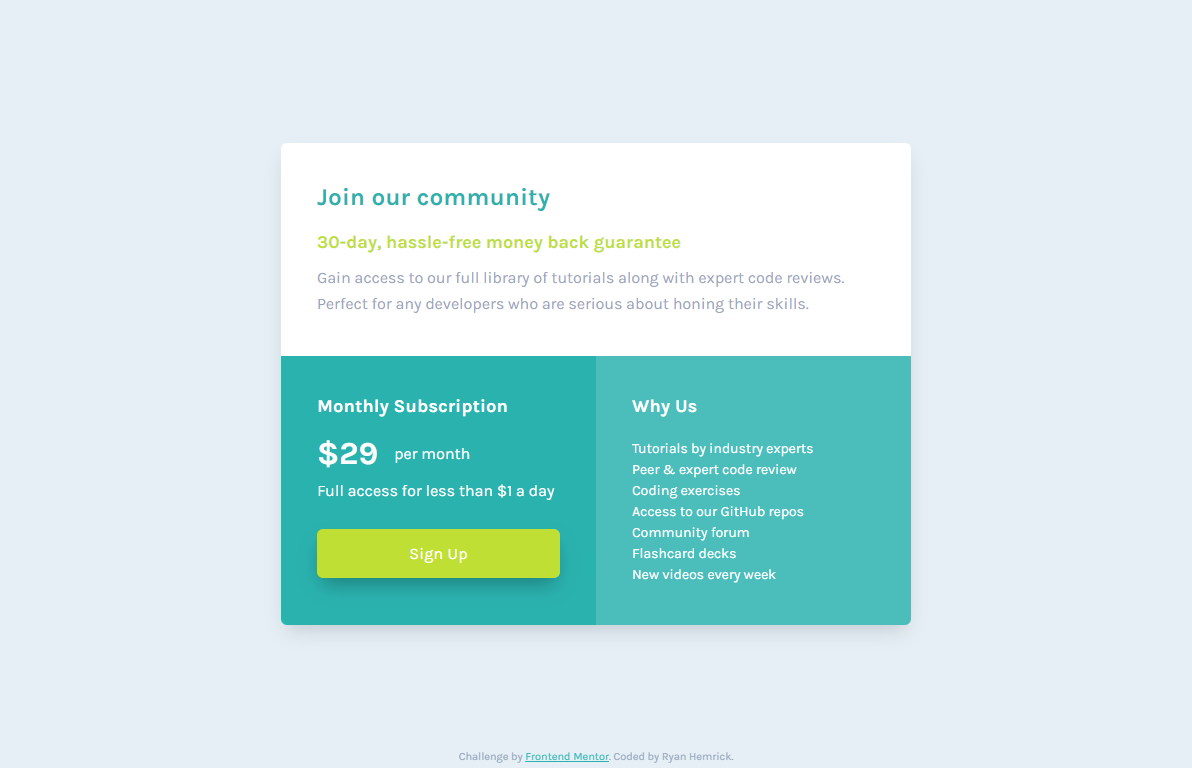 Join our community
30-day, hassle-free money back guarantee
Gain access to our full library of tutorials along with expert code reviews.
Perfect for any developers who are serious about honing their skills.
Monthly Subscription
$29 per month
Full access for less than $1 a day
Sign Up
Why Us
Tutorials by industry experts
Peer & expert code review
Coding exercises
Access to our GitHub repos
Community forum
Flashcard decks
New videos every week
Challenge by Frontend Mentor. Coded by Ryan Hemrick.